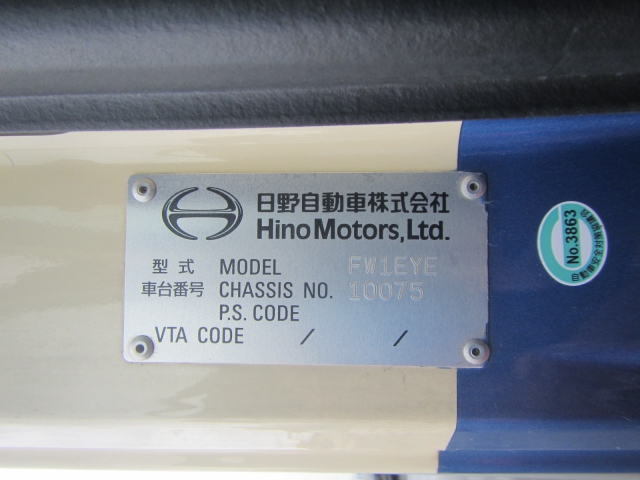 日野自動車株式会社
Hino Motors, Ltd.
型式 MODEL FW1EYE
車台番号 CHASSIS NO. 10075
P.S. CODE
VTA CODE / /
No.3863